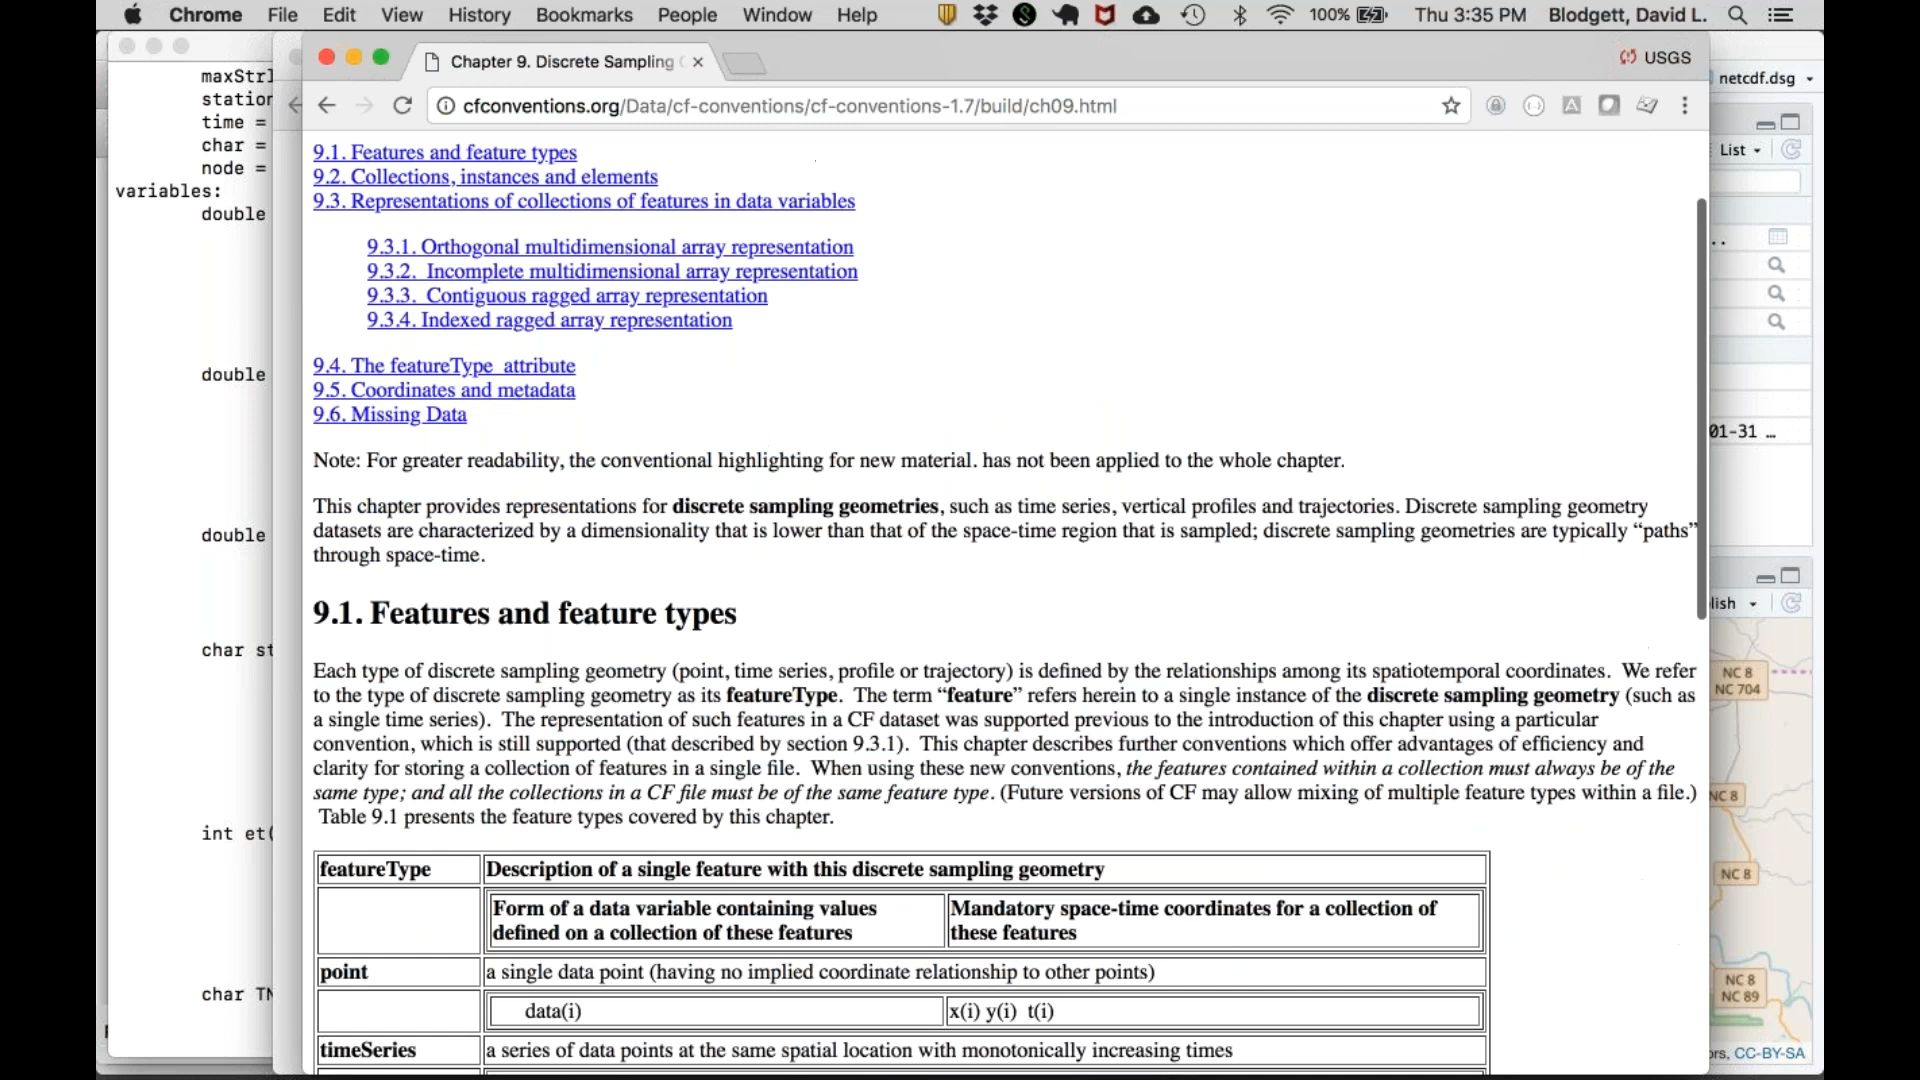 Chrome File Edit View History Bookmarks People Window Help 100% Thu 3:35 PM Blodgett, David L.
Chapter 9. Discrete Sampling
USGS
cfconventions.org/Data/cf-conventions/cf-conventions-1.7/build/ch09.html
maxStrl
station
time =
char =
node =
variables:
double
double
double
char st
int et(
char TN
9.1. Features and feature types
9.2. Collections, instances and elements
9.3. Representations of collections of features in data variables
9.3.1. Orthogonal multidimensional array representation
9.3.2. Incomplete multidimensional array representation
9.3.3. Contiguous ragged array representation
9.3.4. Indexed ragged array representation
9.4. The featureType attribute
9.5. Coordinates and metadata
9.6. Missing Data
Note: For greater readability, the conventional highlighting for new material. has not been applied to the whole chapter.
This chapter provides representations for discrete sampling geometries, such as time series, vertical profiles and trajectories. Discrete sampling geometry
datasets are characterized by a dimensionality that is lower than that of the space-time region that is sampled; discrete sampling geometries are typically “paths”
through space-time.
9.1. Features and feature types
Each type of discrete sampling geometry (point, time series, profile or trajectory) is defined by the relationships among its spatiotemporal coordinates. We refer
to the type of discrete sampling geometry as its featureType. The term “feature” refers herein to a single instance of the discrete sampling geometry (such as
a single time series). The representation of such features in a CF dataset was supported previous to the introduction of this chapter using a particular
convention, which is still supported (that described by section 9.3.1). This chapter describes further conventions which offer advantages of efficiency and
clarity for storing a collection of features in a single file. When using these new conventions, the features contained within a collection must always be of the
same type; and all the collections in a CF file must be of the same feature type. (Future versions of CF may allow mixing of multiple feature types within a file.)
Table 9.1 presents the feature types covered by this chapter.
featureType Description of a single feature with this discrete sampling geometry
Form of a data variable containing values Mandatory space-time coordinates for a collection of
defined on a collection of these features these features
point a single data point (having no implied coordinate relationship to other points)
data(i) x(i) y(i) t(i)
timeSeries a series of data points at the same spatial location with monotonically increasing times
netcdf.dsg
List
..
01-31 ...
lish
NC 8
NC 704
NC 8
NC 8
NC 8
NC 89
ors, CC-BY-SA